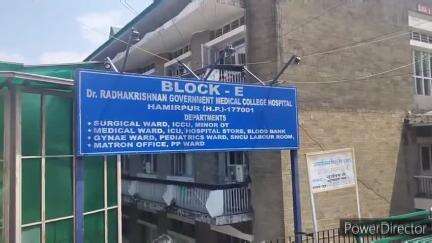 BLOCK - E
Dr. RADHAKRISHNAN GOVERNMENT MEDICAL COLLEGE HOSPITAL
HAMIRPUR (H.P.)-177001
DEPARTMENTS
• SURGICAL WARD, ICCU, MINOR OT
• MEDICAL WARD, ICU, HOSPITAL STORE, BLOOD BANK
• GYNAE WARD, PEDIATRICS WARD, SNCU LABOUR ROOM,
• MATRON OFFICE, PP WARD
PowerDirector